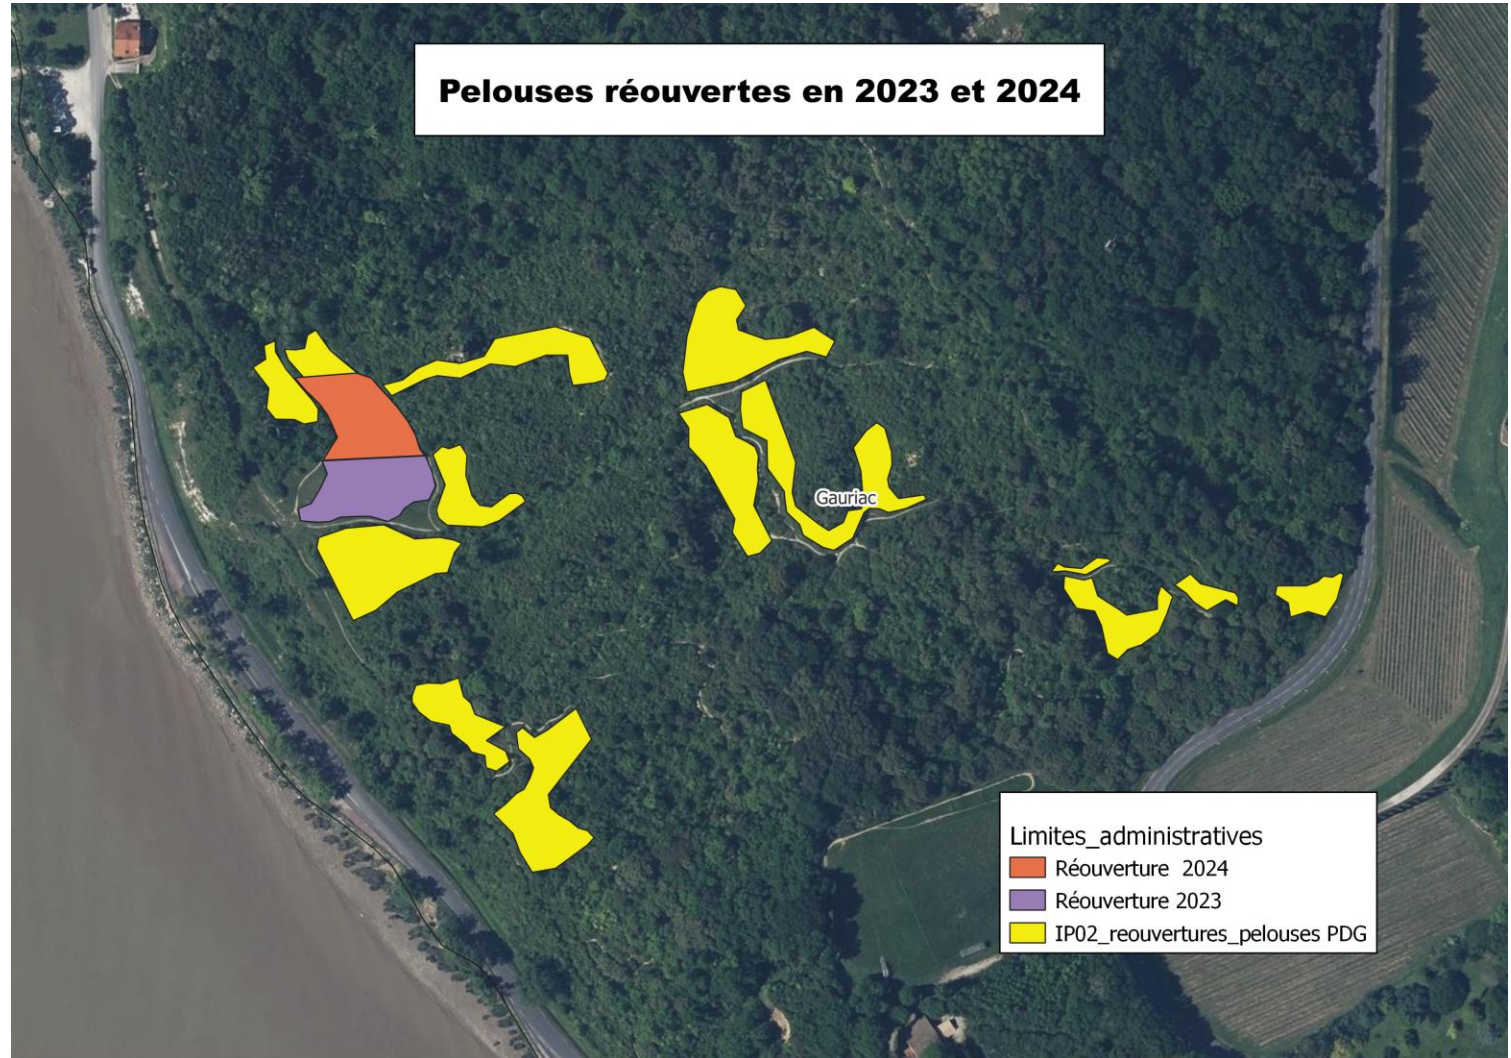 Pelouses réouvertes en 2023 et 2024
Gauriac
Limites_administratives
Réouverture 2024
Réouverture 2023
IP02_reouvertures_pelouses PDG